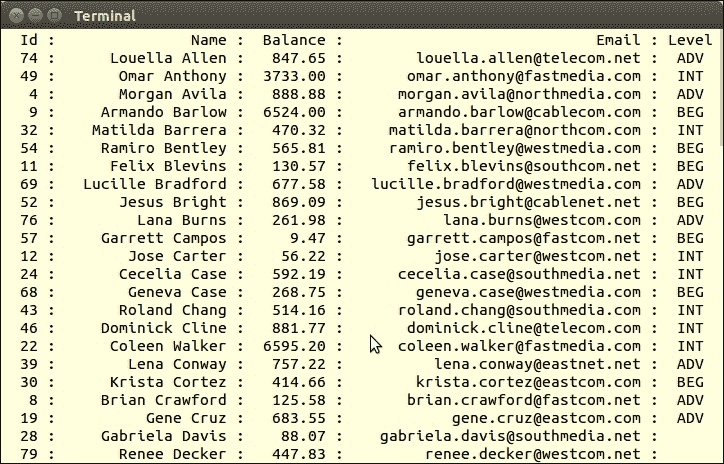 Terminal
Id : Name : Balance : Email : Level
74 : Louella Allen : 847.65 : louella.allen@telecom.net : ADV
49 : Omar Anthony : 3733.00 : omar.anthony@fastmedia.com : INT
4 : Morgan Avila : 888.88 : morgan.avila@northmedia.com : ADV
9 : Armando Barlow : 6524.00 : armando.barlow@cablecom.com : BEG
32 : Matilda Barrera : 470.32 : matilda.barrera@northcom.com : INT
54 : Ramiro Bentley : 565.81 : ramiro.bentley@westmedia.com : BEG
11 : Felix Blevins : 130.57 : felix.blevins@southcom.net : BEG
69 : Lucille Bradford : 677.58 : lucille.bradford@westmedia.com : ADV
52 : Jesus Bright : 869.09 : jesus.bright@cablenet.net : BEG
76 : Lana Burns : 261.98 : lana.burns@westcom.com : ADV
57 : Garrett Campos : 9.47 : garrett.campos@fastcom.net : BEG
12 : Jose Carter : 56.22 : jose.carter@westcom.net : INT
24 : Cecelia Case : 592.19 : cecelia.case@southmedia.com : INT
68 : Geneva Case : 268.75 : geneva.case@westmedia.com : BEG
43 : Roland Chang : 514.16 : roland.chang@southmedia.com : INT
46 : Dominick Cline : 881.77 : dominick.cline@telecom.com : INT
22 : Coleen Walker : 6595.20 : coleen.walker@fastmedia.com : INT
39 : Lena Conway : 757.22 : lena.conway@eastnet.net : ADV
30 : Krista Cortez : 414.66 : krista.cortez@eastcom.com : BEG
8 : Brian Crawford : 125.58 : brian.crawford@fastcom.net : ADV
19 : Gene Cruz : 683.55 : gene.cruz@eastcom.com : ADV
28 : Gabriela Davis : 88.07 : gabriela.davis@southmedia.net :
79 : Renee Decker : 447.83 : renee.decker@westcom.net :